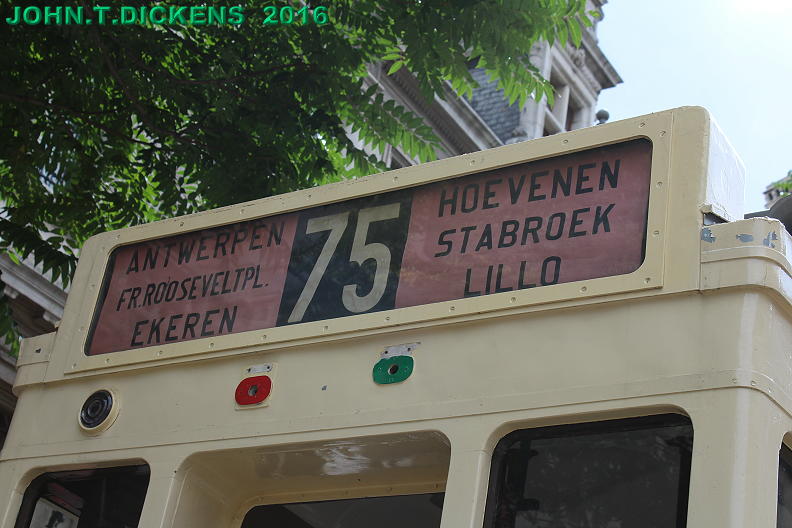 JOHN.T.DICKENS 2016
ANTWERPEN
FR.ROOSEVELTPL.
EKEREN
75
HOEVENEN
STABROEK
LILLO